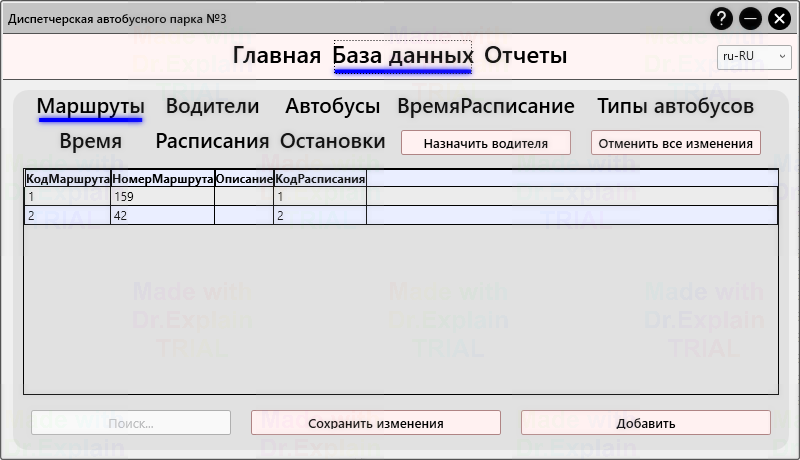 Диспетчерская автобусного парка №3
Главная База данных Отчеты
ru-RU
Маршруты Водители Автобусы ВремяРасписание Типы автобусов
Время Расписания Остановки Назначить водителя Отменить все изменения
КодМаршрута НомерМаршрута Описание КодРасписания
1 159 1
2 42 2
Made with Made with Made with
Dr.Explain Dr.Explain Dr.Explain
TRIAL TRIAL TRIAL
Поиск... Сохранить изменения Добавить